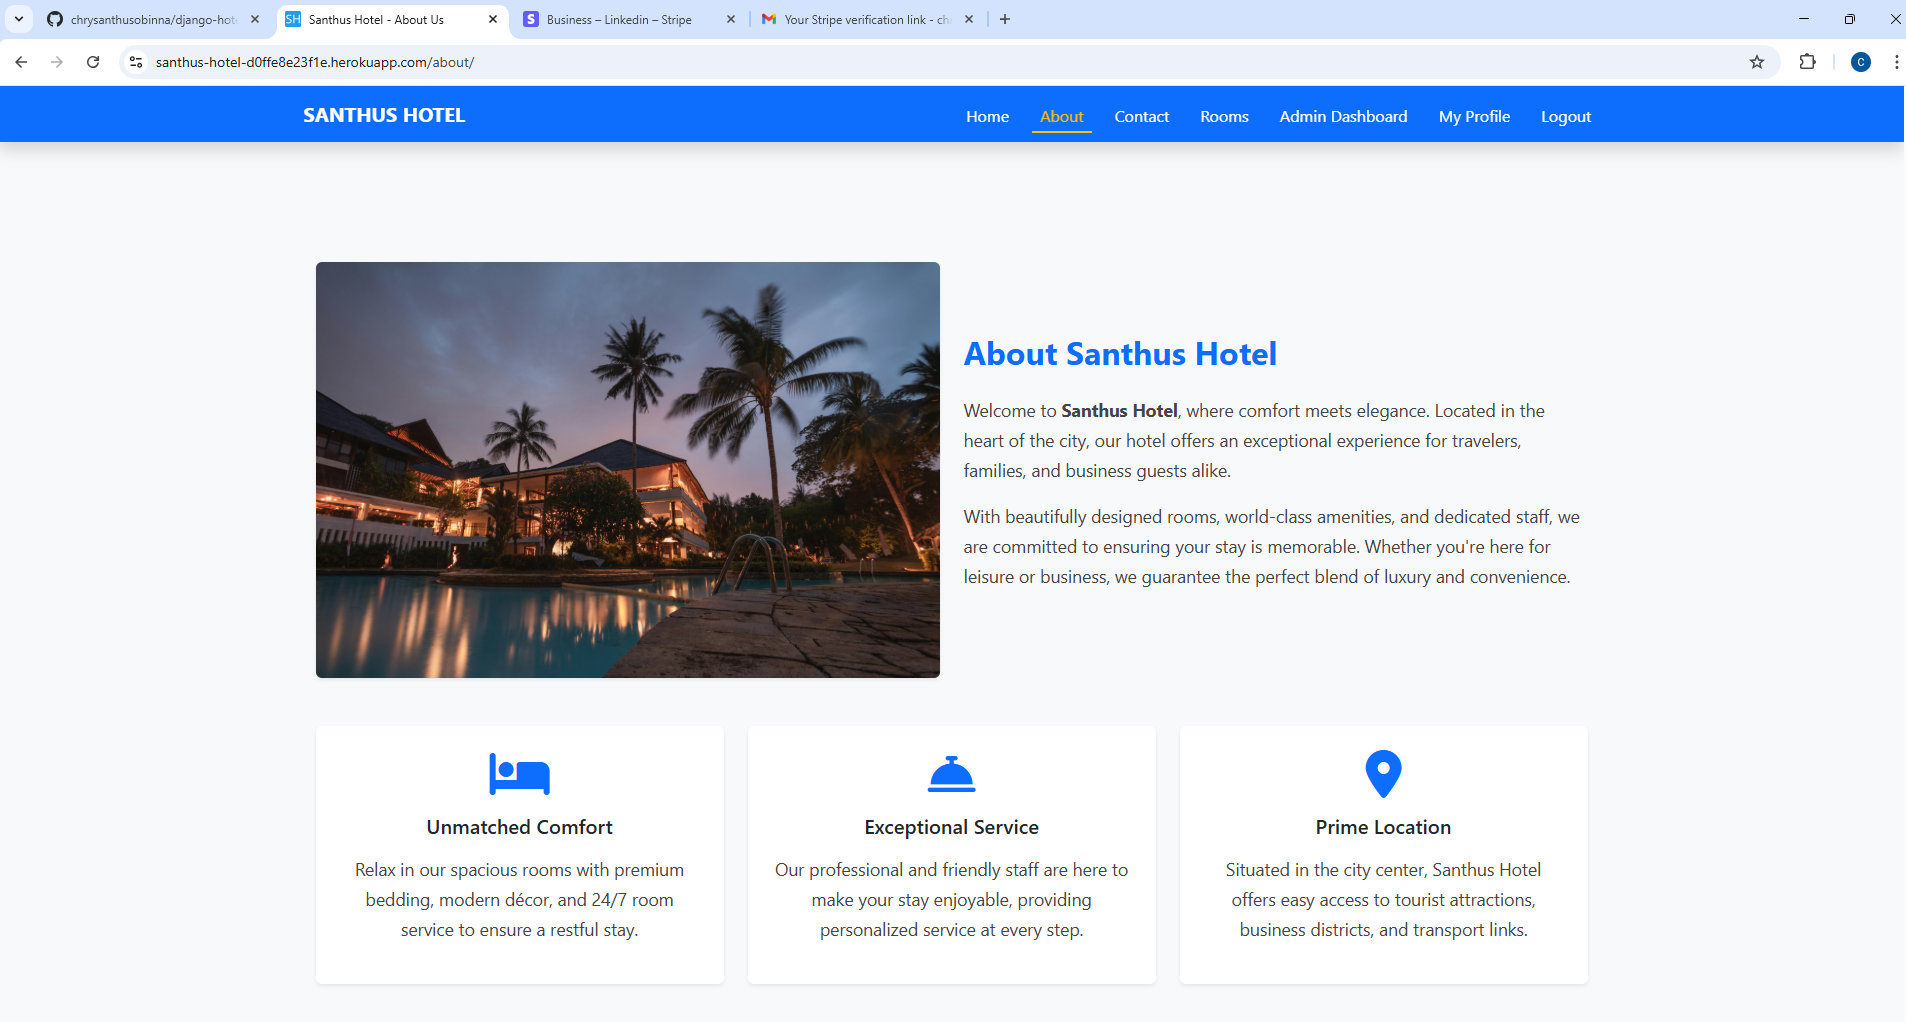 chrysanthusobinna/django-hot
Santhus Hotel - About Us
S
Business – Linkedin – Stripe
Your Stripe verification link - ch
SH
santhus-hotel-d0ffe8e23f1e.herokuapp.com/about/
C
SANTHUS HOTEL
Home
About
Contact
Rooms
Admin Dashboard
My Profile
Logout
About Santhus Hotel
Welcome to Santhus Hotel, where comfort meets elegance. Located in the
heart of the city, our hotel offers an exceptional experience for travelers,
families, and business guests alike.
With beautifully designed rooms, world-class amenities, and dedicated staff, we
are committed to ensuring your stay is memorable. Whether you're here for
leisure or business, we guarantee the perfect blend of luxury and convenience.
Unmatched Comfort
Relax in our spacious rooms with premium
bedding, modern décor, and 24/7 room
service to ensure a restful stay.
Exceptional Service
Our professional and friendly staff are here to
make your stay enjoyable, providing
personalized service at every step.
Prime Location
Situated in the city center, Santhus Hotel
offers easy access to tourist attractions,
business districts, and transport links.